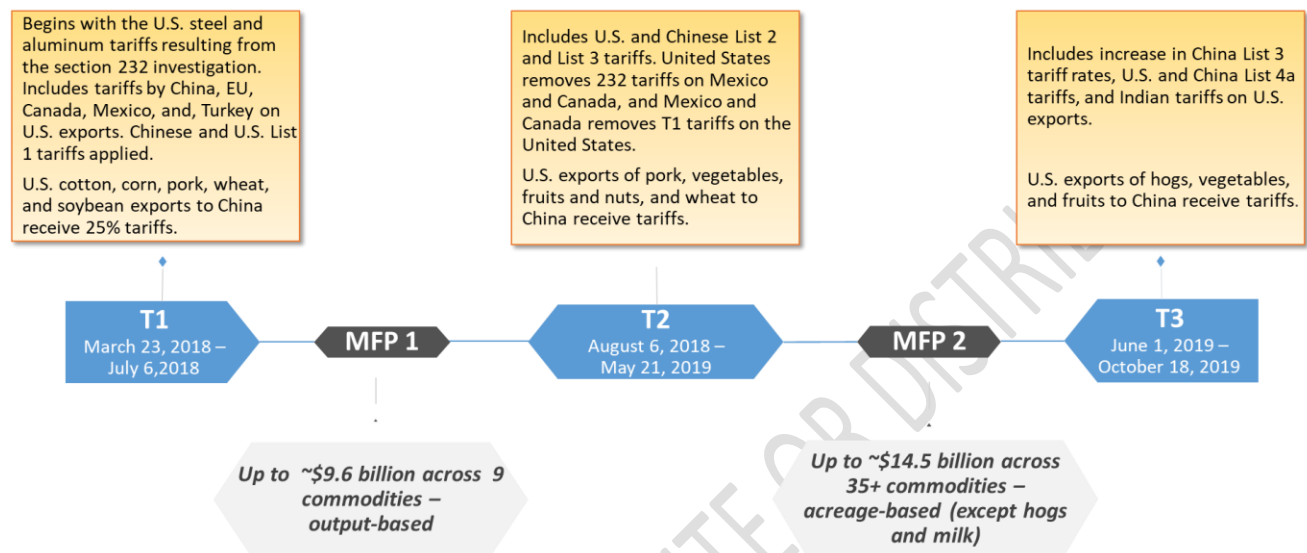 Begins with the U.S. steel and
aluminum tariffs resulting from
the section 232 investigation.
Includes tariffs by China, EU,
Canada, Mexico, and, Turkey on
U.S. exports. Chinese and U.S. List
1 tariffs applied.
U.S. cotton, corn, pork, wheat,
and soybean exports to China
receive 25% tariffs.
Includes U.S. and Chinese List 2
and List 3 tariffs. United States
removes 232 tariffs on Mexico
and Canada, and Mexico and
Canada removes T1 tariffs on the
United States.
U.S. exports of pork, vegetables,
fruits and nuts, and wheat to
China receive tariffs.
Includes increase in China List 3
tariff rates, U.S. and China List 4a
tariffs, and Indian tariffs on U.S.
exports.
U.S. exports of hogs, vegetables,
and fruits to China receive tariffs.
T1
March 23, 2018 –
July 6,2018
MFP 1
T2
August 6, 2018 –
May 21, 2019
MFP 2
T3
June 1, 2019 –
October 18, 2019
Up to ~$9.6 billion across 9
commodities –
output-based
Up to ~$14.5 billion across
35+ commodities –
acreage-based (except hogs
and milk)